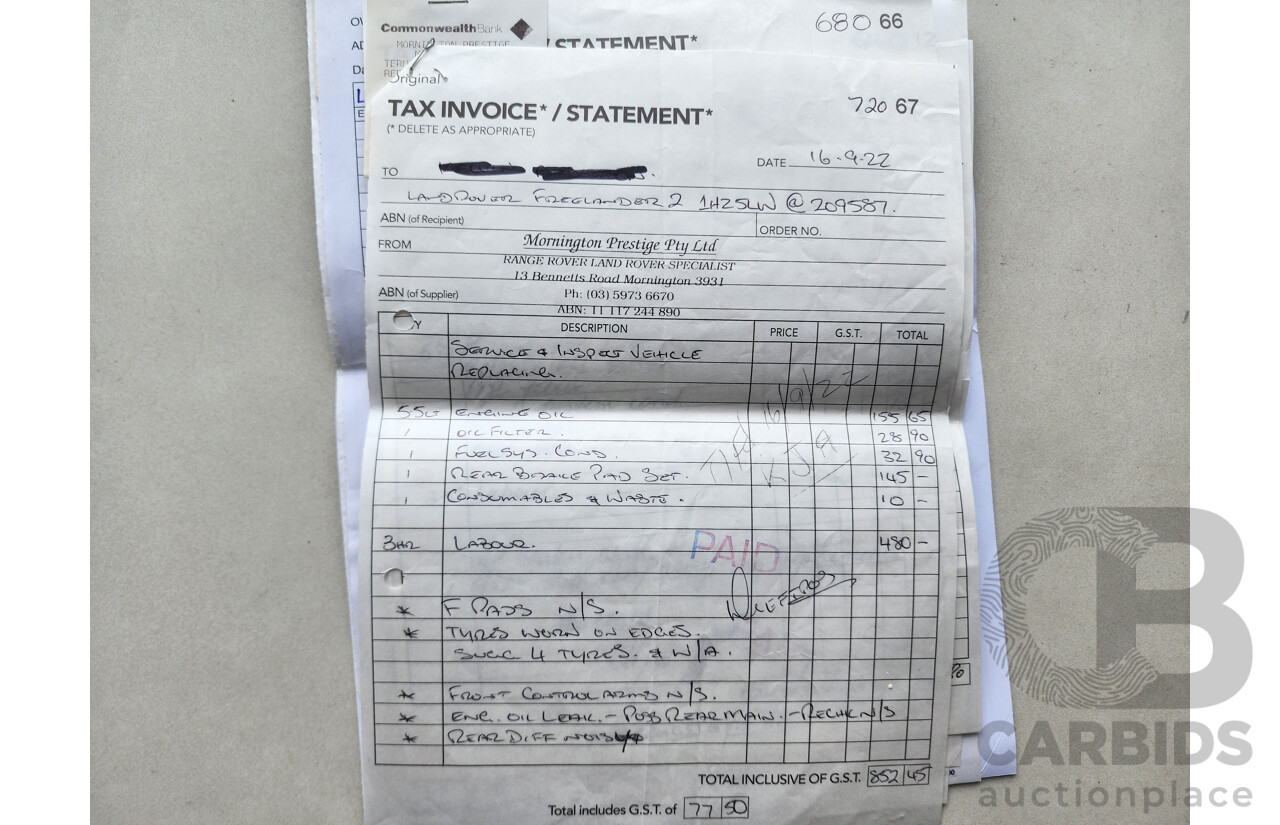 CommonwealthBank
680 66
/STATEMENT*
Original
TAX INVOICE* / STATEMENT*
720 67
(* DELETE AS APPROPRIATE)
TO
DATE 16-9-22
LANDROVER FREELANDER 2 1HZ5LW @ 209587.
ABN (of Recipient)
ORDER NO.
FROM
Mornington Prestige Pty Ltd
RANGE ROVER LAND ROVER SPECIALIST
13 Bennetts Road Mornington 3931
ABN (of Supplier)
Ph: (03) 5973 6670
ABN: 11 117 244 890
DESCRIPTION PRICE G.S.T. TOTAL
SERVICE & INSPECT VEHICLE
REPLACING.
ENGINE OIL 155 65
1 OIL FILTER. 28 90
1 FUEL SYS. COND. 32 90
1 REAR BRAKE PAD SET. 145 -
1 CONSUMABLES & WASTE. 10 -
16/9/22
3HR LABOUR. 480 -
PAID
* F PADS N/S.
* TYRES WORN ON EDGES.
SUGG 4 TYRES. & W/A.
* FRONT CONTROL ARMS N/S.
* ENG. OIL LEAK. - POSS REAR MAIN. - RECHK N/S
* REAR DIFF
TOTAL INCLUSIVE OF G.S.T. 852 45
Total includes G.S.T. of 77 50
CARBIDS
auctionplace